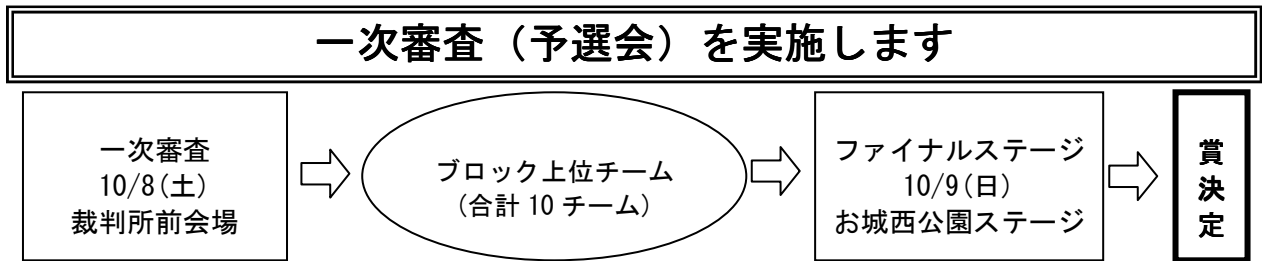 一次審査（予選会）を実施します
一次審査
10/8(土)
裁判所前会場
ブロック上位チーム
(合計 10 チーム)
ファイナルステージ
10/9(日)
お城西公園ステージ
賞
決
定